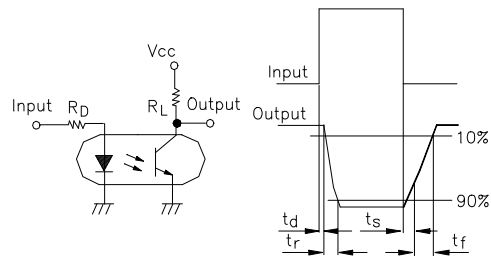 Vcc
Input
RD
RL
Output
Input
Output
10%
90%
td
ts
tr
tf